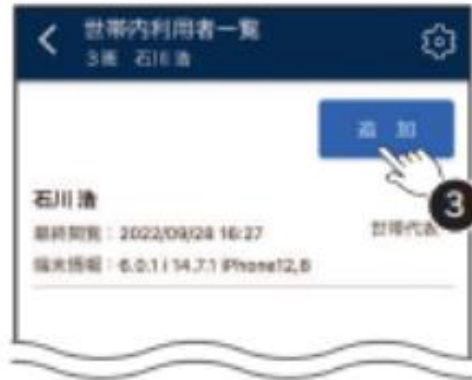 世帯内利用者一覧
3班 石川 浩
追 加
石川 浩
最終閲覧：2022/09/28 16:27
世帯代表
端末情報：6.0.1 | 14.7.1 iPhone12,8
3